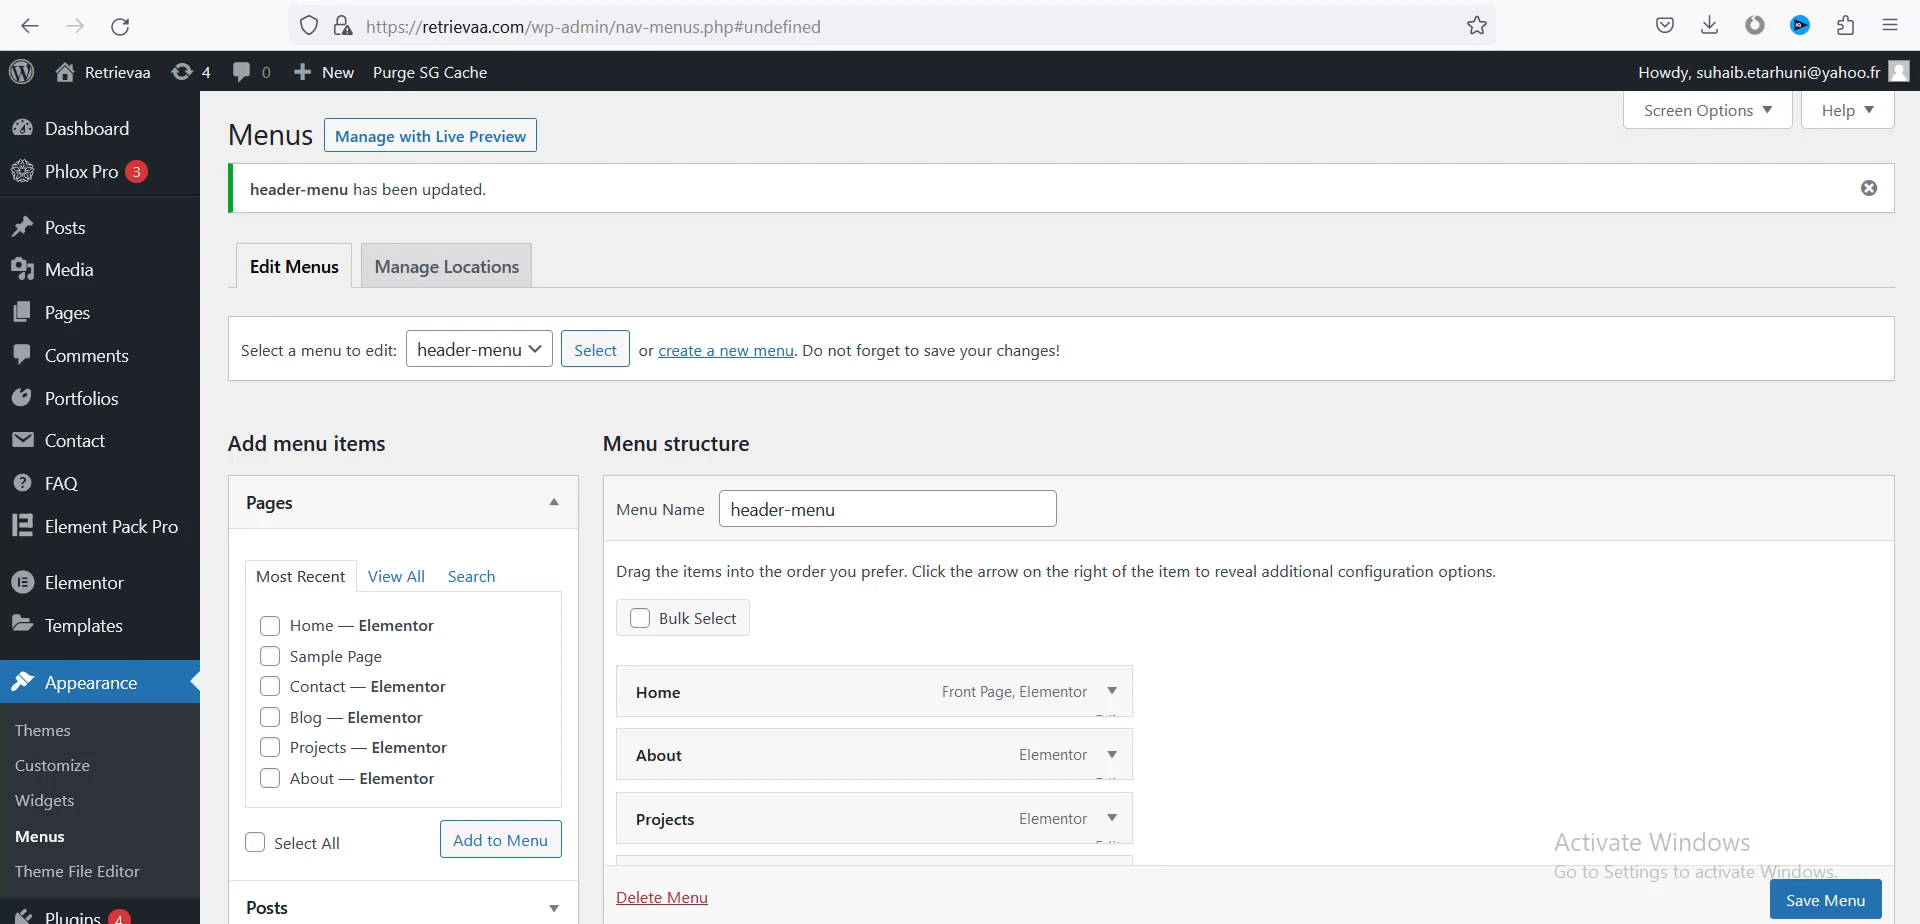 https://retrievaa.com/wp-admin/nav-menus.php#undefined
Retrievaa 4 0 New Purge SG Cache
Howdy, suhaib.etarhuni@yahoo.fr
Dashboard
Phlox Pro 3
Posts
Media
Pages
Comments
Portfolios
Contact
FAQ
Element Pack Pro
Elementor
Templates
Appearance
Themes
Customize
Widgets
Menus
Theme File Editor
Plugins 4
Screen Options
Help
Menus
Manage with Live Preview
header-menu has been updated.
Edit Menus
Manage Locations
Select a menu to edit: header-menu Select or create a new menu. Do not forget to save your changes!
Add menu items
Pages
Most Recent View All Search
Home — Elementor
Sample Page
Contact — Elementor
Blog — Elementor
Projects — Elementor
About — Elementor
Select All
Add to Menu
Posts
Menu structure
Menu Name header-menu
Drag the items into the order you prefer. Click the arrow on the right of the item to reveal additional configuration options.
Bulk Select
Home Front Page, Elementor
About Elementor
Projects Elementor
Delete Menu
Activate Windows
Go to Settings to activate Windows.
Save Menu